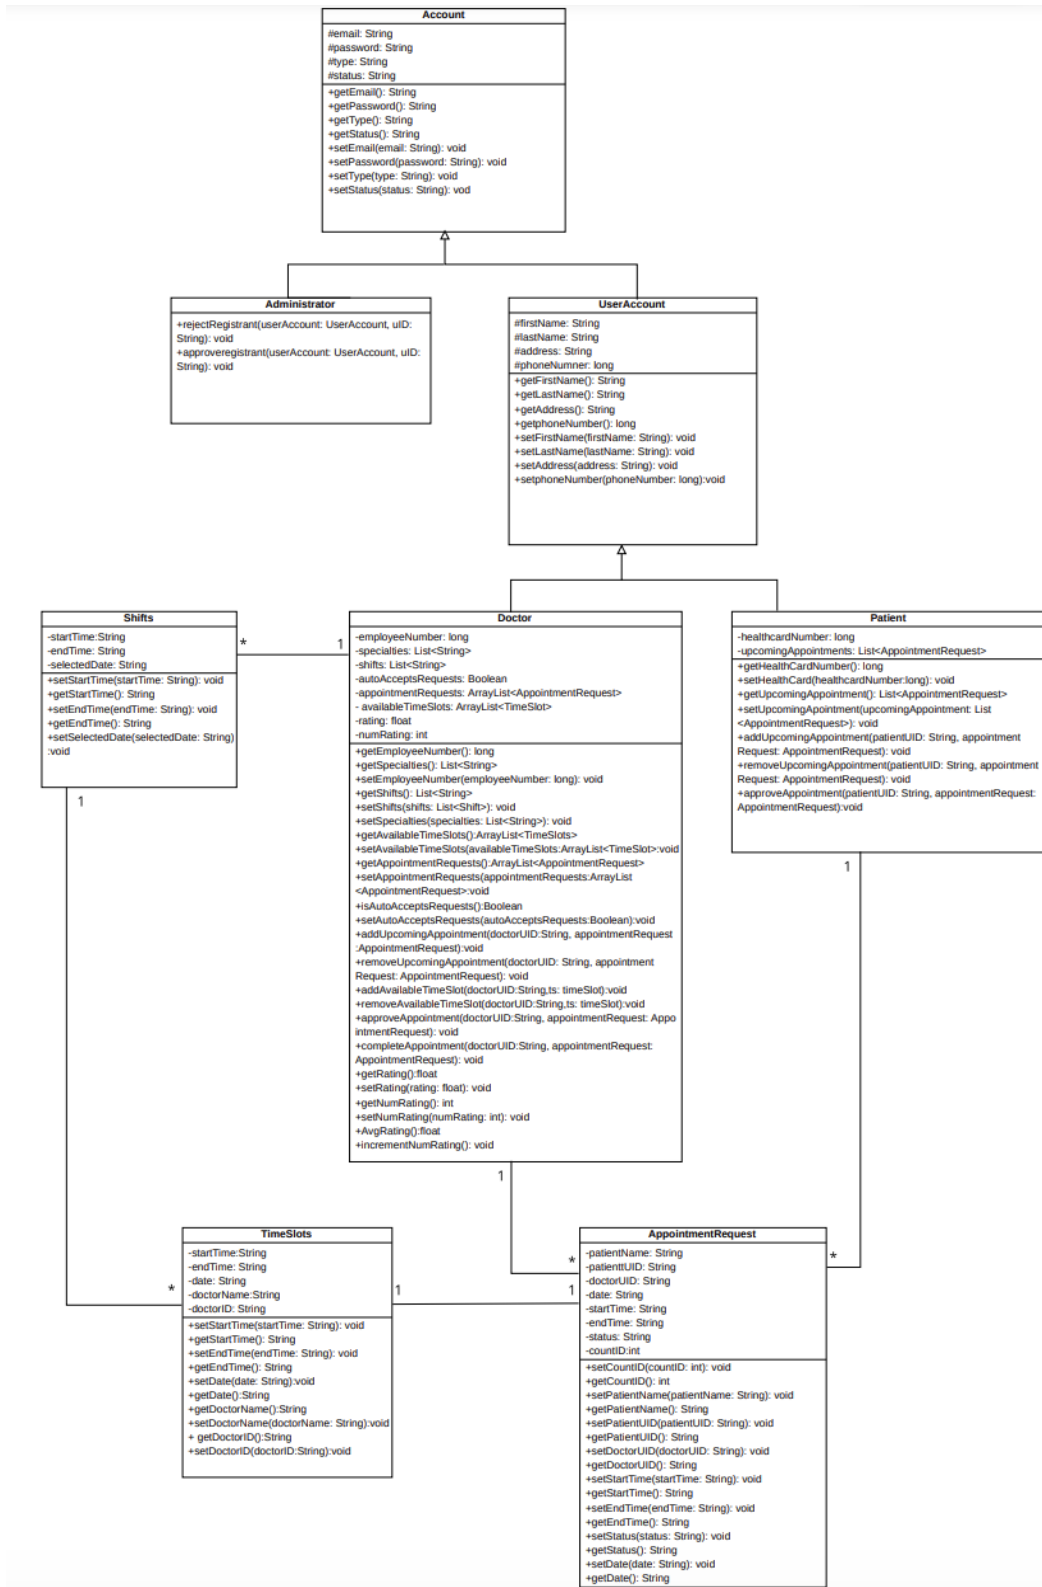 Account
#email: String
#password: String
#type: String
#status: String
+getEmail(): String
+getPassword(): String
+getType(): String
+getStatus(): String
+setEmail(email: String): void
+setPassword(password: String): void
+setType(type: String): void
+setStatus(status: String): vod
Administrator
+rejectRegistrant(userAccount: UserAccount, uID:
String): void
+approveregistrant(userAccount: UserAccount, uID:
String): void
UserAccount
#firstName: String
#lastName: String
#address: String
#phoneNumner: long
+getFirstName(): String
+getLastName(): String
+getAddress(): String
+getphoneNumber(): long
+setFirstName(firstName: String): void
+setLastName(lastName: String): void
+setAddress(address: String): void
+setphoneNumber(phoneNumber: long):void
Shifts
-startTime:String
-endTime: String
-selectedDate: String
+setStartTime(startTime: String): void
+getStartTime(): String
+setEndTime(endTime: String): void
+getEndTime(): String
+setSelectedDate(selectedDate: String)
:void
*
1
1
Doctor
-employeeNumber: long
-specialties: List<String>
-shifts: List<String>
-autoAcceptsRequests: Boolean
-appointmentRequests: ArrayList<AppointmentRequest>
- availableTimeSlots: ArrayList<TimeSlot>
-rating: float
-numRating: int
+getEmployeeNumber(): long
+getSpecialties(): List<String>
+setEmployeeNumber(employeeNumber: long): void
+getShifts(): List<String>
+setShifts(shifts: List<Shift>): void
+setSpecialties(specialties: List<String>): void
+getAvailableTimeSlots():ArrayList<TimeSlots>
+setAvailableTimeSlots(availableTimeSlots:ArrayList<TimeSlot>:void
+getAppointmentRequests():ArrayList<AppointmentRequest>
+setAppointmentRequests(appointmentRequests:ArrayList
<AppointmentRequest>:void
+isAutoAcceptsRequests():Boolean
+setAutoAcceptsRequests(autoAcceptsRequests:Boolean):void
+addUpcomingAppointment(doctorUID:String, appointmentRequest
:AppointmentRequest):void
+removeUpcomingAppointment(doctorUID: String, appointment
Request: AppointmentRequest): void
+addAvailableTimeSlot(doctorUID:String,ts: timeSlot):void
+removeAvailableTimeSlot(doctorUID:String,ts: timeSlot):void
+approveAppointment(doctorUID:String, appointmentRequest: Appo
intmentRequest): void
+completeAppointment(doctorUID:String, appointmentRequest:
AppointmentRequest): void
+getRating():float
+setRating(rating: float): void
+getNumRating(): int
+setNumRating(numRating: int): void
+AvgRating():float
+incrementNumRating(): void
Patient
-healthcardNumber: long
-upcomingAppointments: List<AppointmentRequest>
+getHealthCardNumber(): long
+setHealthCard(healthcardNumber:long): void
+getUpcomingAppointment(): List<AppointmentRequest>
+setUpcomingApointment(upcomingAppointment: List
<AppointmentRequest>): void
+addUpcomingAppointment(patientUID: String, appointment
Request: AppointmentRequest): void
+removeUpcomingAppointment(patientUID: String, appointment
Request: AppointmentRequest): void
+approveAppointment(patientUID: String, appointmentRequest:
AppointmentRequest):void
1
1
TimeSlots
-startTime:String
-endTime: String
-date: String
-doctorName:String
-doctorID: String
+setStartTime(startTime: String): void
+getStartTime(): String
+setEndTime(endTime: String): void
+getEndTime(): String
+setDate(date: String):void
+getDate():String
+getDoctorName():String
+setDoctorName(doctorName: String):void
+ getDoctorID():String
+setDoctorID(doctorID:String):void
*
1
*
1
*
AppointmentRequest
-patientName: String
-patienttUID: String
-doctorUID: String
-date: String
-startTime: String
-endTime: String
-status: String
-countID:int
+setCountID(countID: int): void
+getCountID(): int
+setPatientName(patientName: String): void
+getPatientName(): String
+setPatientUID(patientUID: String): void
+getPatientUID(): String
+setDoctorUID(doctorUID: String): void
+getDoctorUID(): String
+setStartTime(startTime: String): void
+getStartTime(): String
+setEndTime(endTime: String): void
+getEndTime(): String
+setStatus(status: String): void
+getStatus(): String
+setDate(date: String): void
+getDate(): String